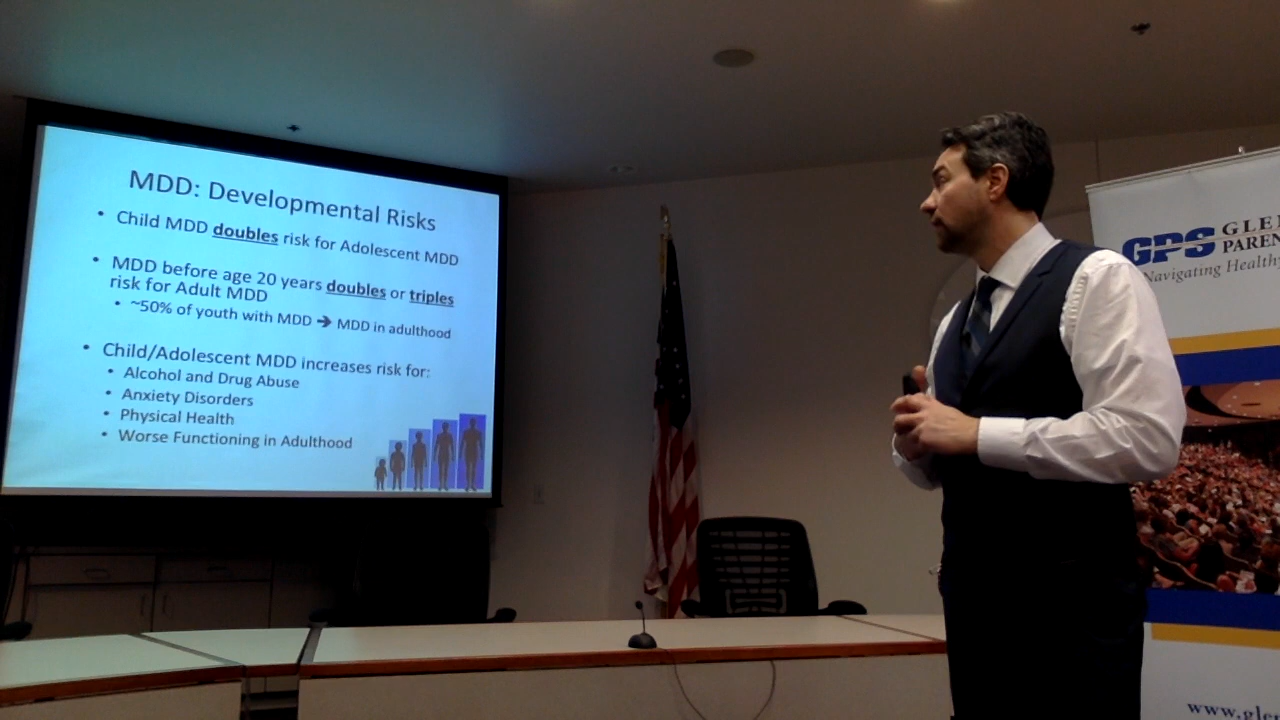 MDD: Developmental Risks
• Child MDD doubles risk for Adolescent MDD
• MDD before age 20 years doubles or triples
risk for Adult MDD
• ~50% of youth with MDD ➔ MDD in adulthood
• Child/Adolescent MDD increases risk for:
• Alcohol and Drug Abuse
• Anxiety Disorders
• Physical Health
• Worse Functioning in Adulthood
GPS
Navigating Healthy